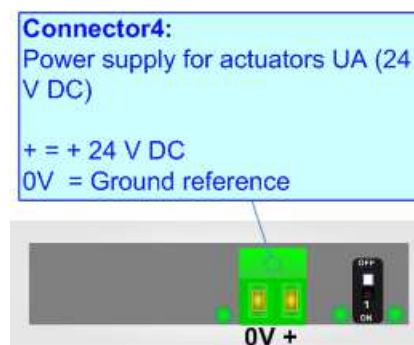 Connector4:
Power supply for actuators UA (24
V DC)
+ = + 24 V DC
0V = Ground reference
OFF
1
ON
0V +